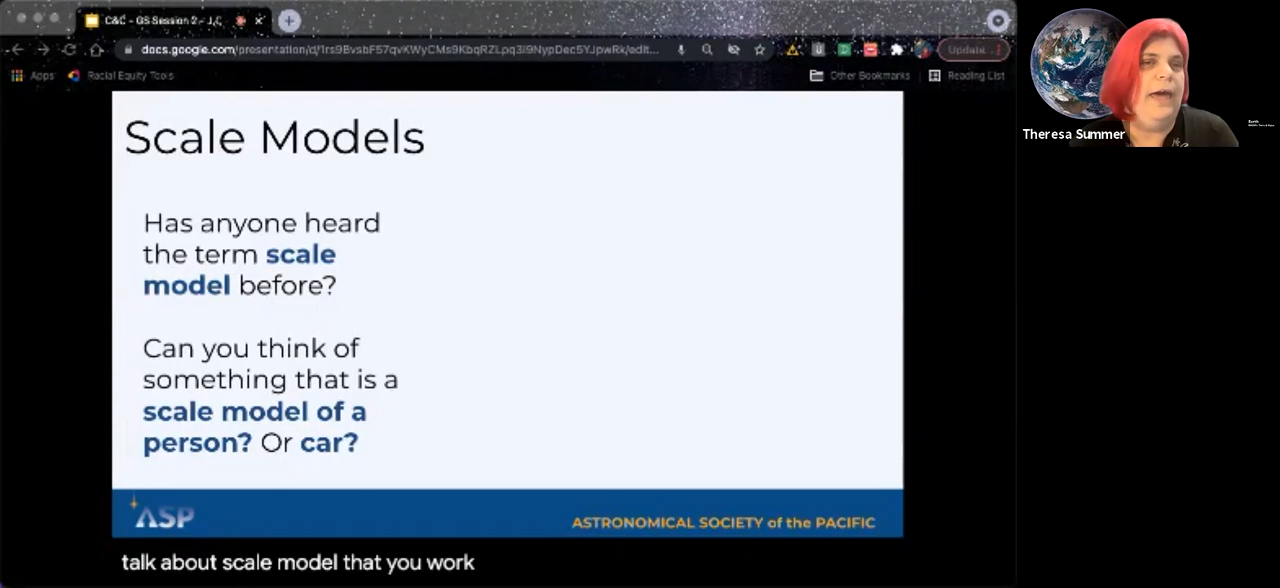 C&C - GS Session 2 - J,C
docs.google.com/presentation/d/1rs9BvsbF57qvKWyCMs9KbqRZLpq3l9NypDec5YJpwRk/edit...
Update
Apps
Racial Equity Tools
Other Bookmarks
Reading List
Scale Models
Has anyone heard
the term scale
model before?
Can you think of
something that is a
scale model of a
person? Or car?
ASP
ASTRONOMICAL SOCIETY of the PACIFIC
talk about scale model that you work
Theresa Summer
Earth